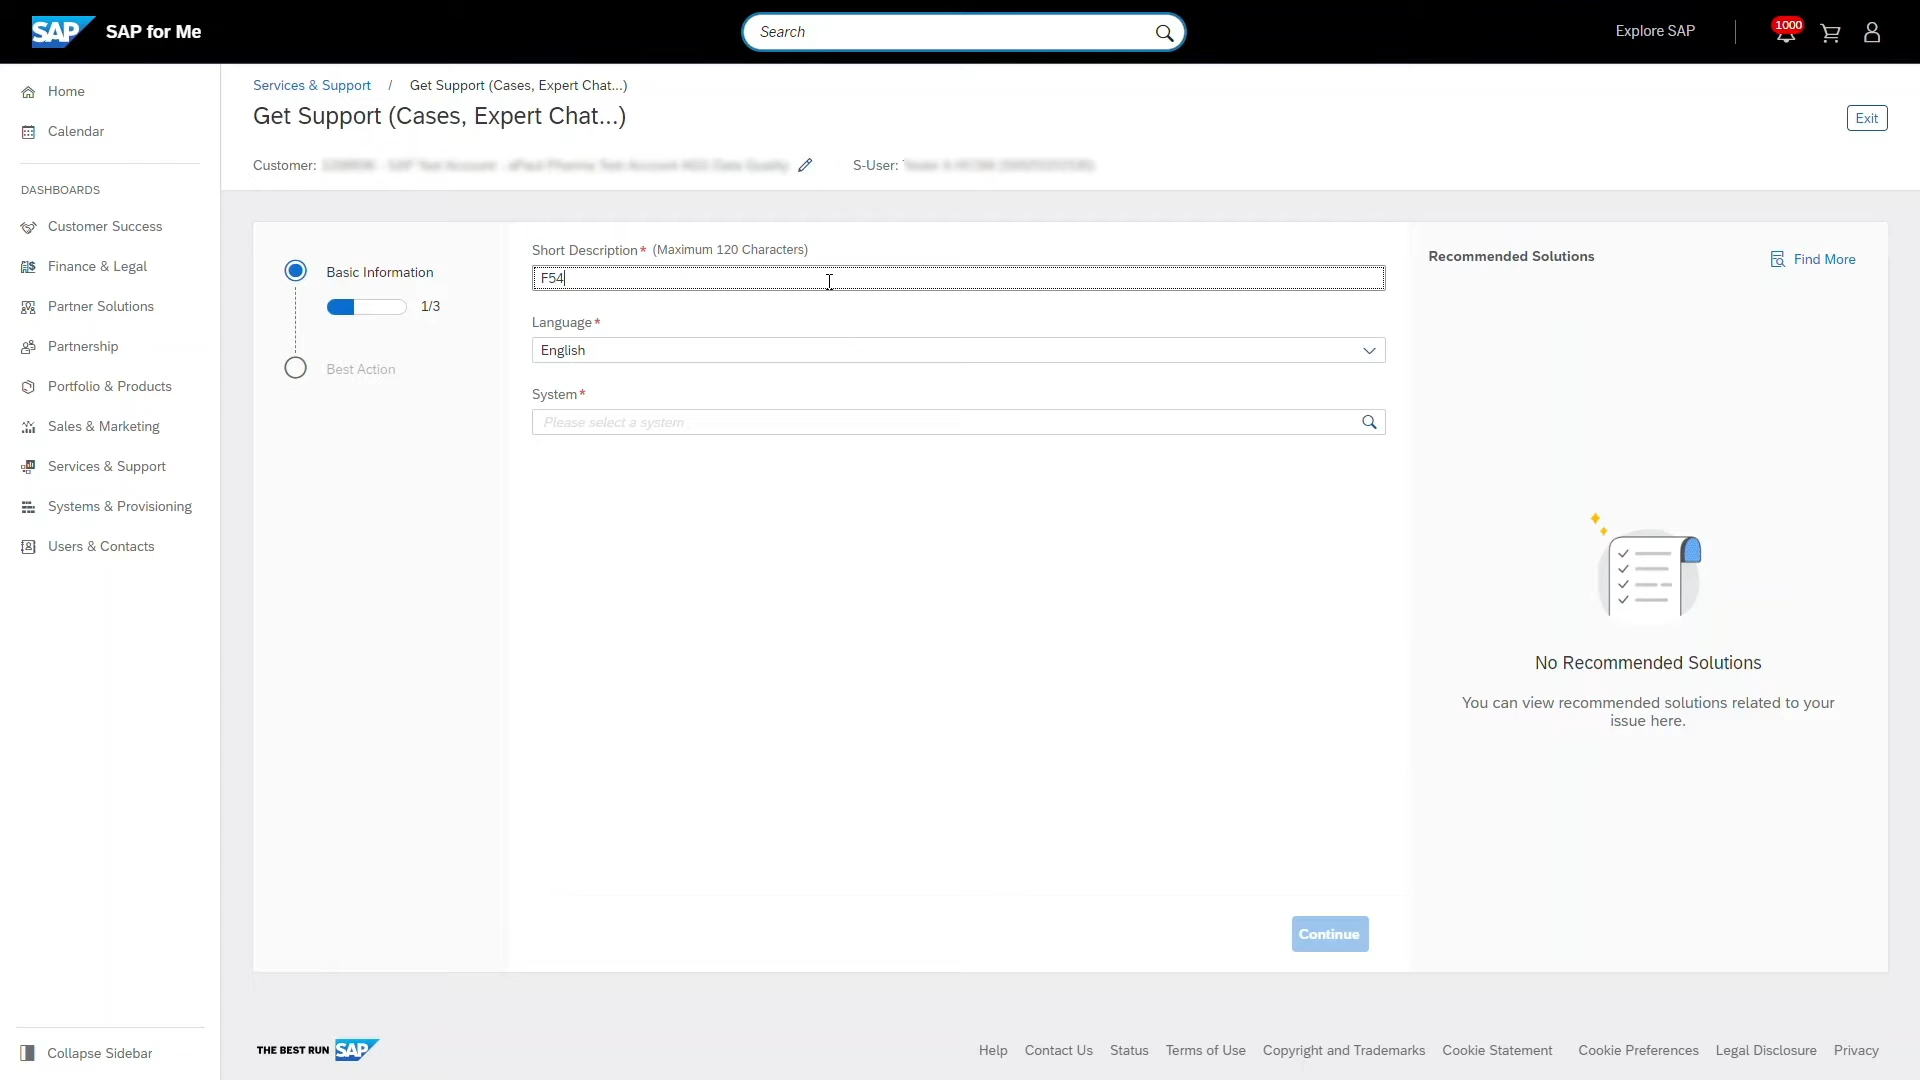 SAP SAP for Me
Search
Explore SAP
1000
Home
Calendar
DASHBOARDS
Customer Success
Finance & Legal
Partner Solutions
Partnership
Portfolio & Products
Sales & Marketing
Services & Support
Systems & Provisioning
Users & Contacts
Collapse Sidebar
Services & Support / Get Support (Cases, Expert Chat...)
Get Support (Cases, Expert Chat...)
Exit
Customer:
S-User:
Basic Information
1/3
Best Action
Short Description* (Maximum 120 Characters)
F54
Language*
English
System*
Please select a system
Continue
Recommended Solutions
Find More
No Recommended Solutions
You can view recommended solutions related to your
issue here.
THE BEST RUN SAP
Help Contact Us Status Terms of Use Copyright and Trademarks Cookie Statement Cookie Preferences Legal Disclosure Privacy